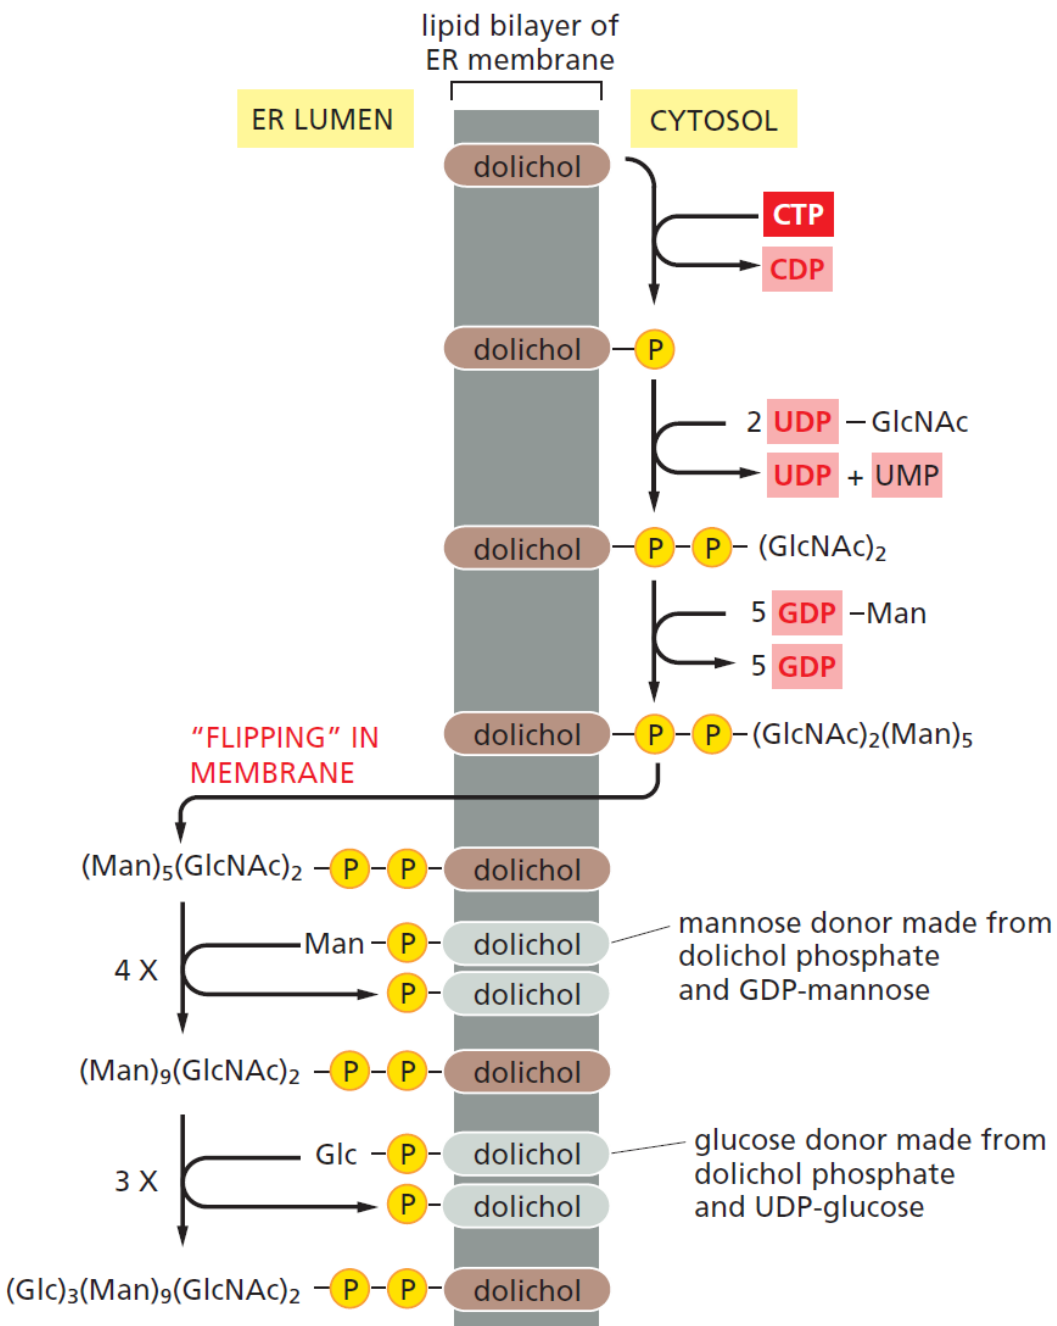 lipid bilayer of
ER membrane
ER LUMEN
CYTOSOL
dolichol
CTP
CDP
dolichol P
2 UDP – GlcNAc
UDP + UMP
dolichol P P (GlcNAc)₂
5 GDP –Man
5 GDP
dolichol P P (GlcNAc)₂(Man)₅
“FLIPPING” IN
MEMBRANE
(Man)₅(GlcNAc)₂ P P dolichol
4 X
Man P dolichol
P dolichol
mannose donor made from
dolichol phosphate
and GDP-mannose
(Man)₉(GlcNAc)₂ P P dolichol
3 X
Glc P dolichol
P dolichol
glucose donor made from
dolichol phosphate
and UDP-glucose
(Glc)₃(Man)₉(GlcNAc)₂ P P dolichol